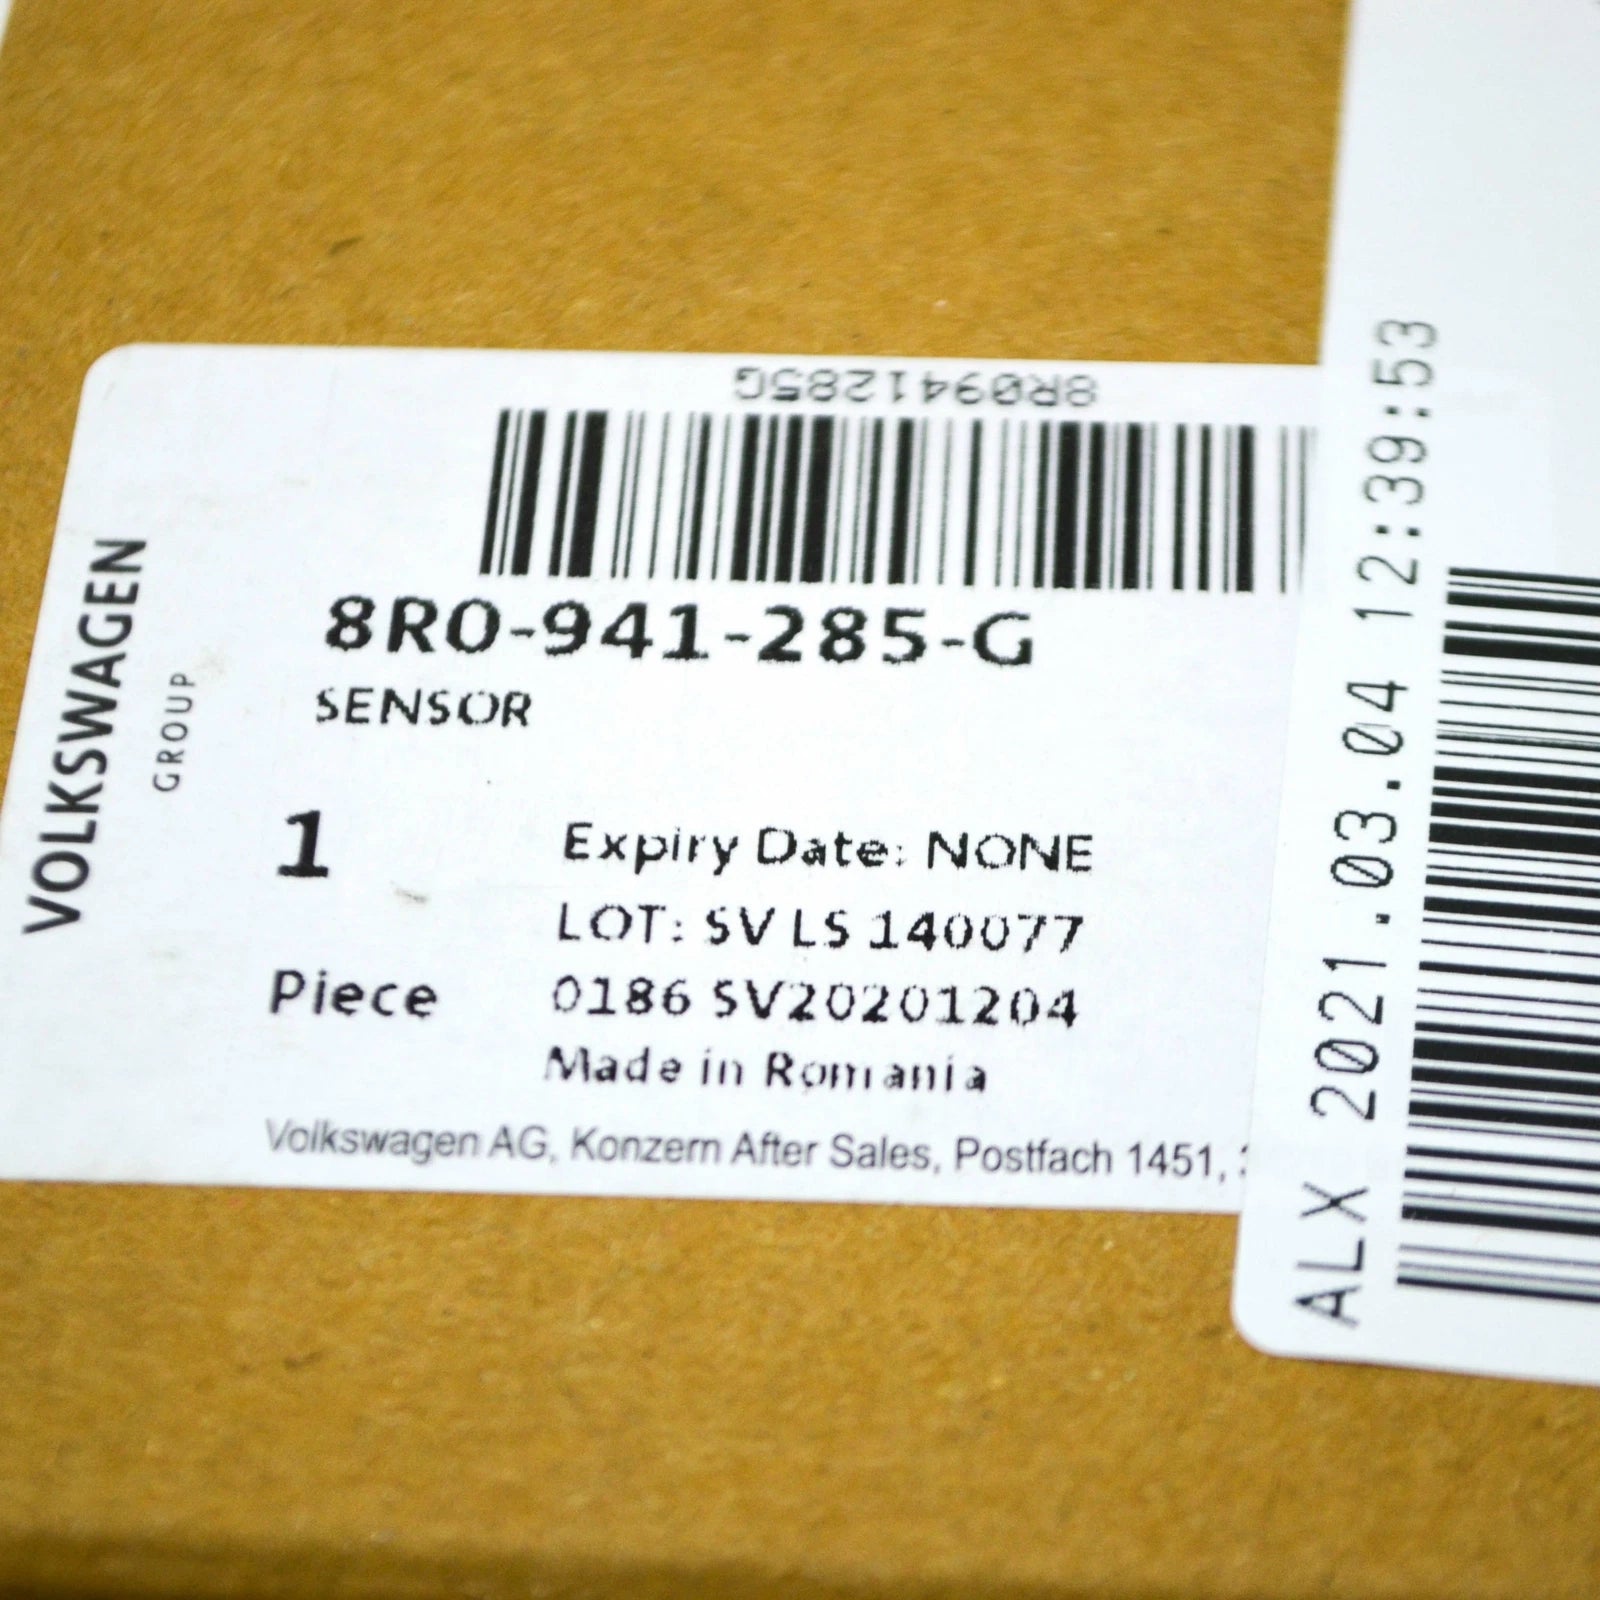 8R0941285G
8R0-941-285-G
SENSOR
VOLKSWAGEN
GROUP
1
Expiry Date: NONE
LOT: SV LS 140077
Piece
0186 SV20201204
Made in Romania
Volkswagen AG, Konzern After Sales, Postfach 1451,
ALX 2021.03.04 12:39:53